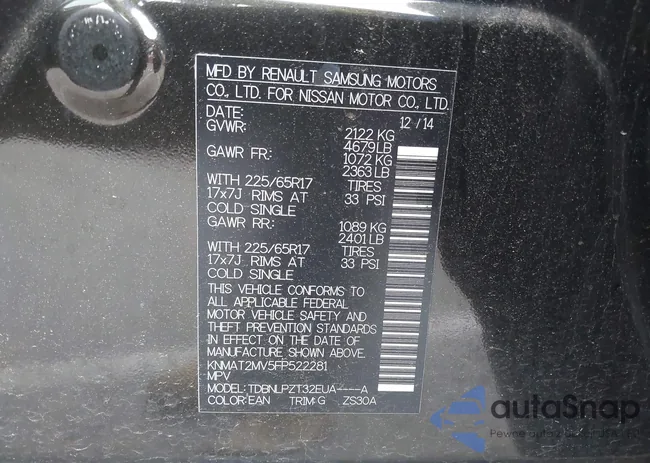 MFD BY RENAULT SAMSUNG MOTORS
CO., LTD. FOR NISSAN MOTOR CO., LTD.
DATE: 12/14
GVWR: 2122 KG
4679 LB
GAWR FR: 1072 KG
2363 LB
WITH 225/65R17 TIRES
17x7J RIMS AT 33 PSI
COLD SINGLE
GAWR RR: 1089 KG
2401 LB
WITH 225/65R17 TIRES
17x7J RIMS AT 33 PSI
COLD SINGLE
THIS VEHICLE CONFORMS TO
ALL APPLICABLE FEDERAL
MOTOR VEHICLE SAFETY AND
THEFT PREVENTION STANDARDS
IN EFFECT ON THE DATE OF
MANUFACTURE SHOWN ABOVE.
KNMAT2MV5FP522281
MPV
MODEL: TDBNLPZT32EUA----A
COLOR: EAN TRIM: G ZS30A
autoSnap